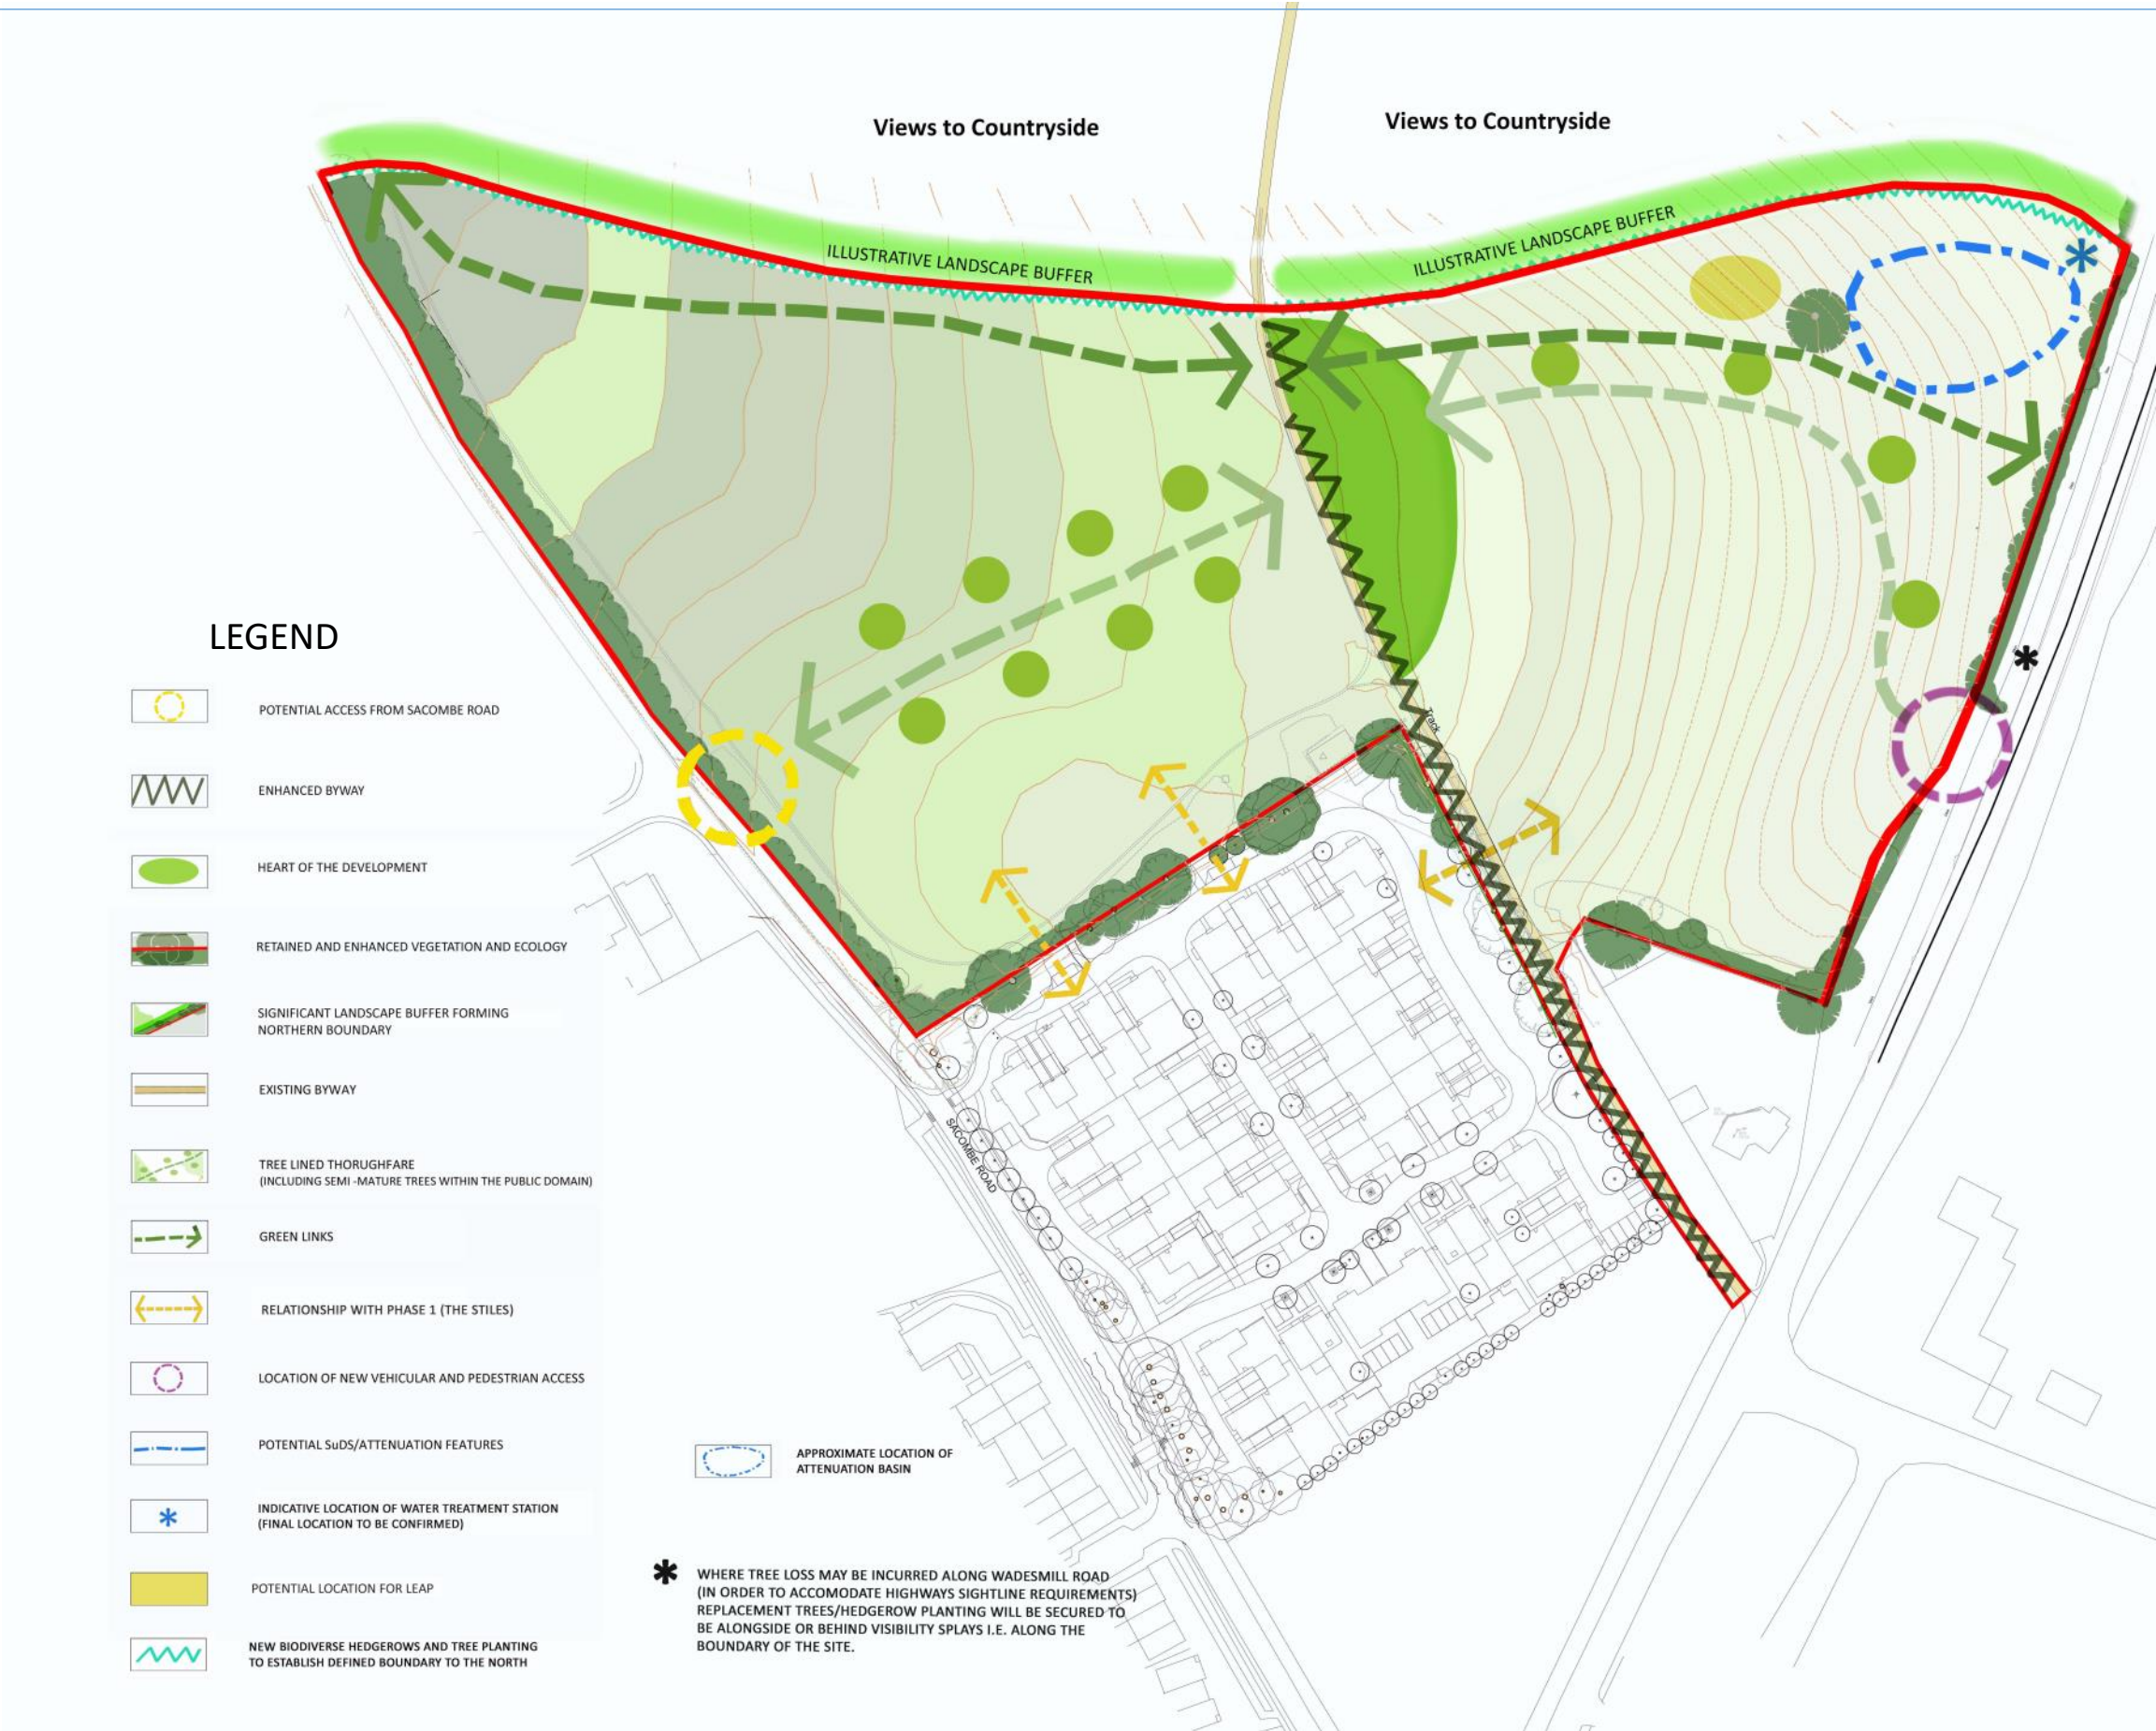 Views to Countryside
Views to Countryside
ILLUSTRATIVE LANDSCAPE BUFFER
ILLUSTRATIVE LANDSCAPE BUFFER
Track
SACOMBE ROAD
LEGEND
POTENTIAL ACCESS FROM SACOMBE ROAD
ENHANCED BYWAY
HEART OF THE DEVELOPMENT
RETAINED AND ENHANCED VEGETATION AND ECOLOGY
SIGNIFICANT LANDSCAPE BUFFER FORMING
NORTHERN BOUNDARY
EXISTING BYWAY
TREE LINED THORUGHFARE
(INCLUDING SEMI -MATURE TREES WITHIN THE PUBLIC DOMAIN)
GREEN LINKS
RELATIONSHIP WITH PHASE 1 (THE STILES)
LOCATION OF NEW VEHICULAR AND PEDESTRIAN ACCESS
POTENTIAL SuDS/ATTENUATION FEATURES
INDICATIVE LOCATION OF WATER TREATMENT STATION
(FINAL LOCATION TO BE CONFIRMED)
POTENTIAL LOCATION FOR LEAP
NEW BIODIVERSE HEDGEROWS AND TREE PLANTING
TO ESTABLISH DEFINED BOUNDARY TO THE NORTH
APPROXIMATE LOCATION OF
ATTENUATION BASIN
WHERE TREE LOSS MAY BE INCURRED ALONG WADESMILL ROAD
(IN ORDER TO ACCOMODATE HIGHWAYS SIGHTLINE REQUIREMENTS)
REPLACEMENT TREES/HEDGEROW PLANTING WILL BE SECURED TO
BE ALONGSIDE OR BEHIND VISIBILITY SPLAYS I.E. ALONG THE
BOUNDARY OF THE SITE.